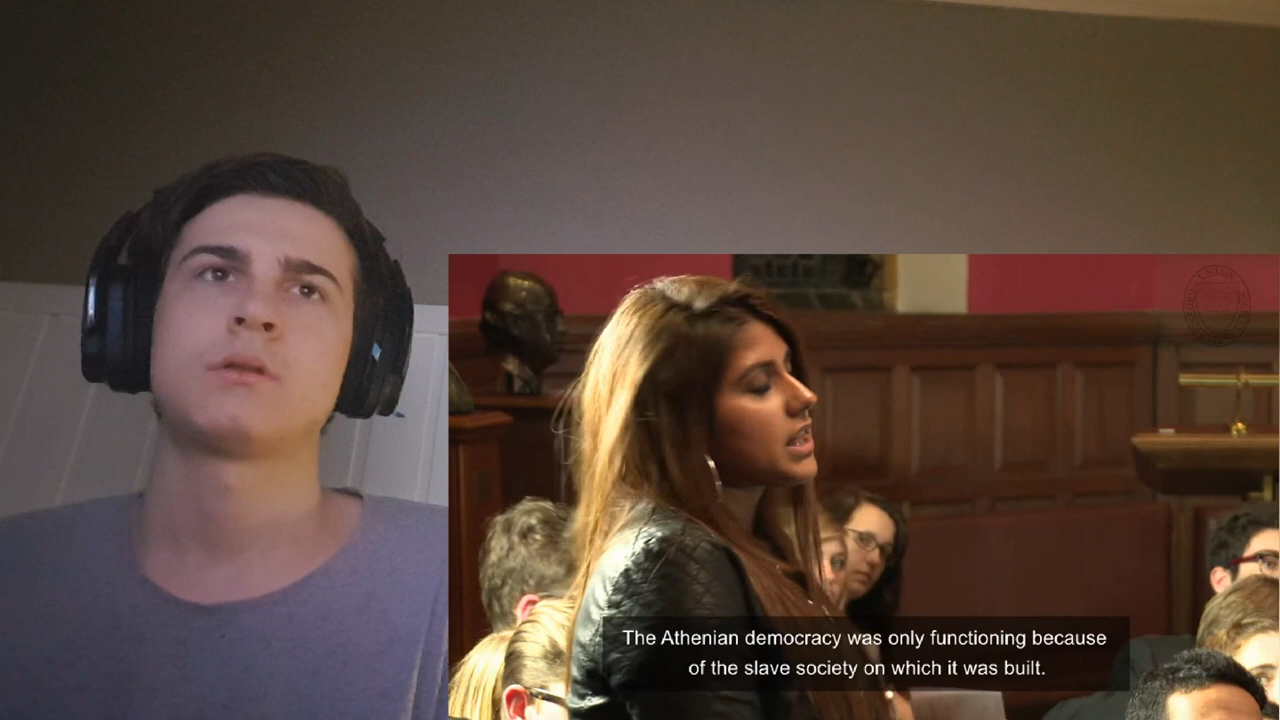 The Athenian democracy was only functioning because
of the slave society on which it was built.